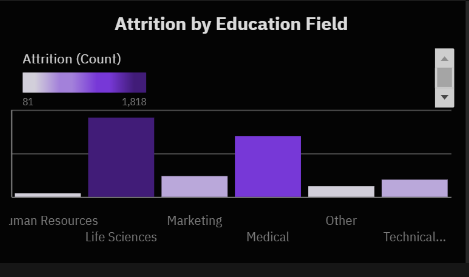 Attrition by Education Field
Attrition (Count)
81 1,818
uman Resources Marketing Other
Life Sciences Medical Technical...